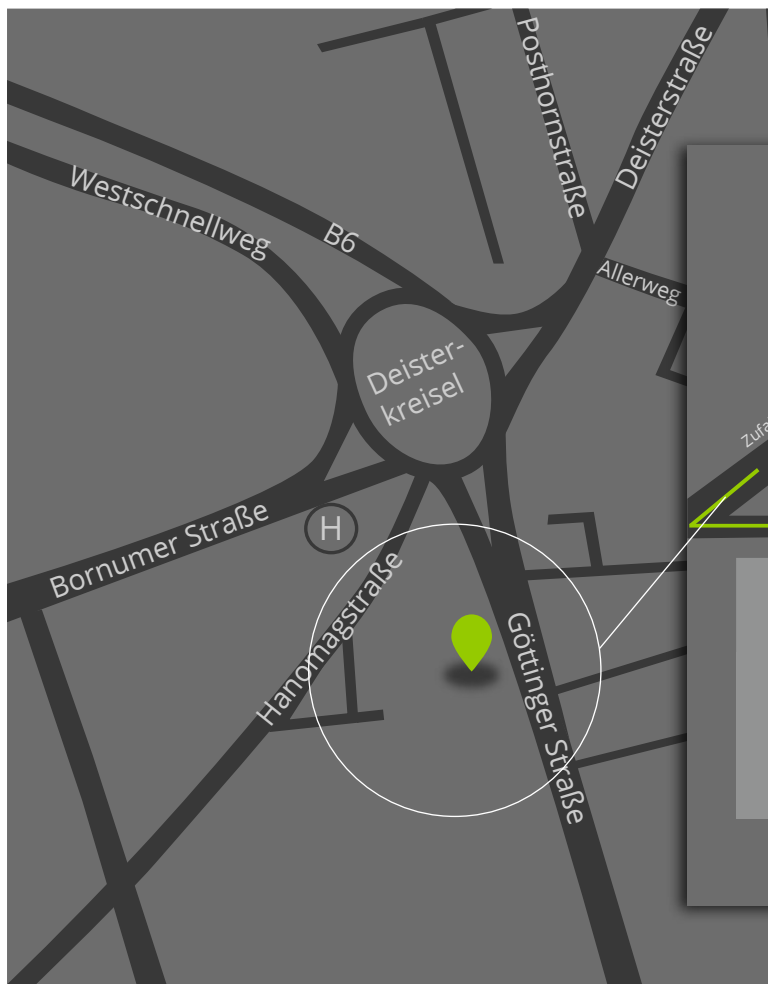 Posthornstraße
Deisterstraße
Westschnellweg
B6
Allerweg
Deister-
kreisel
Bornumer Straße
H
Hanomagstraße
Göttinger Straße